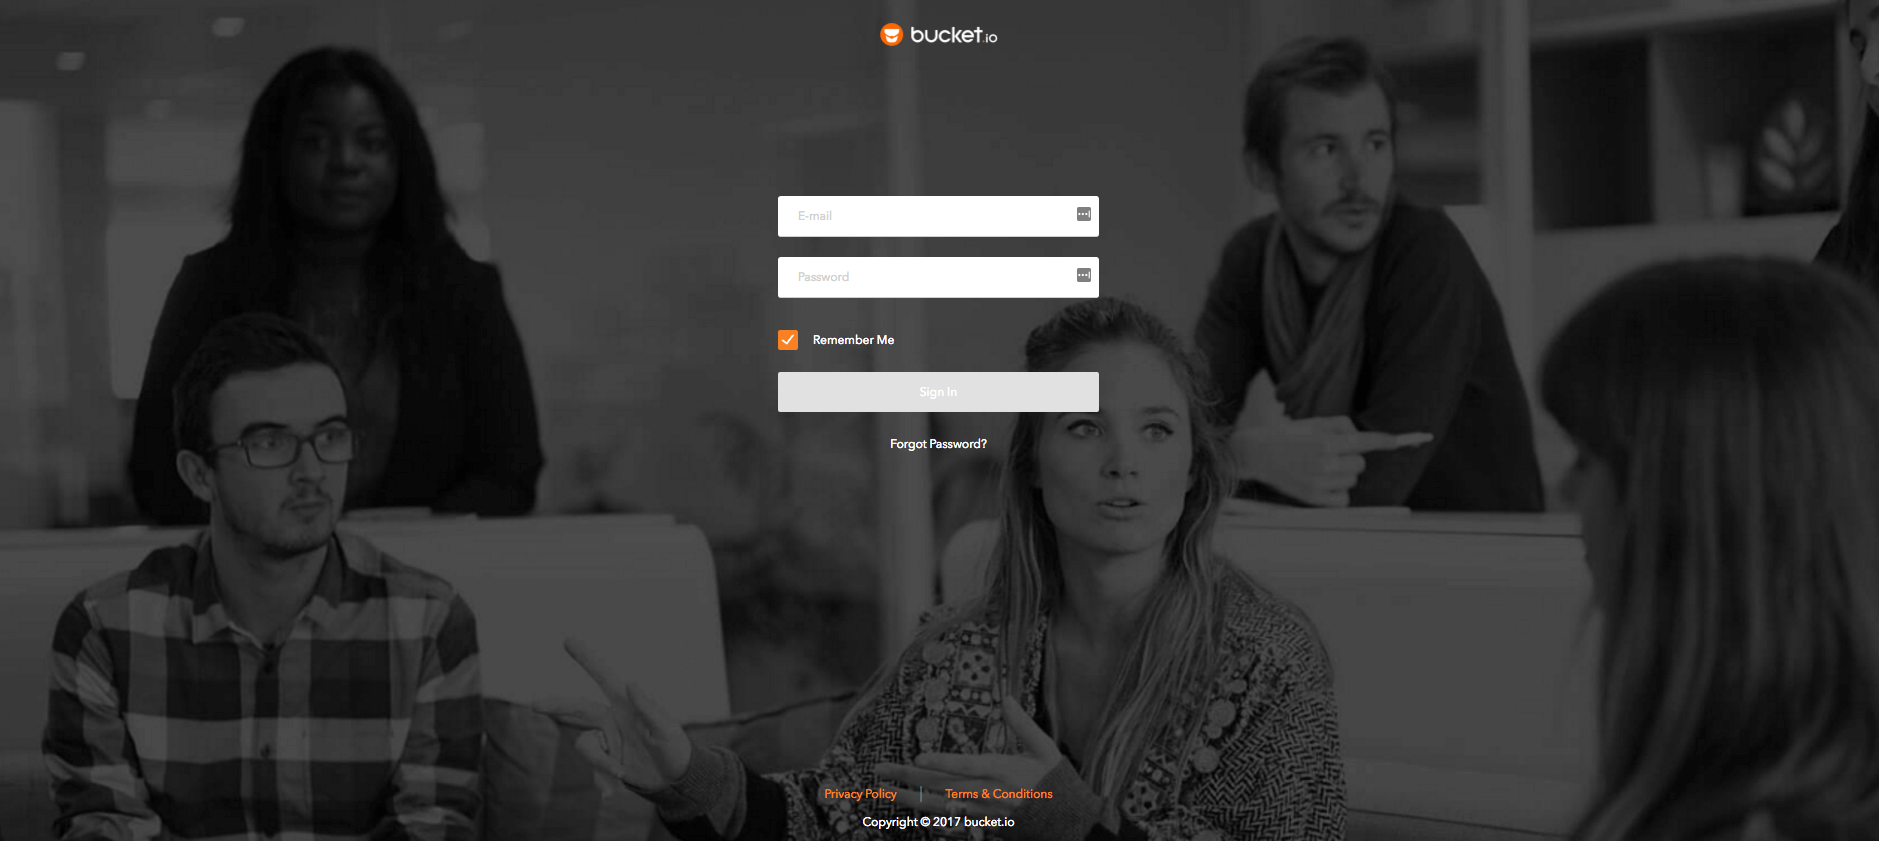 bucket.io
E-mail
Password
Remember Me
Sign In
Forgot Password?
Privacy Policy | Terms & Conditions
Copyright © 2017 bucket.io